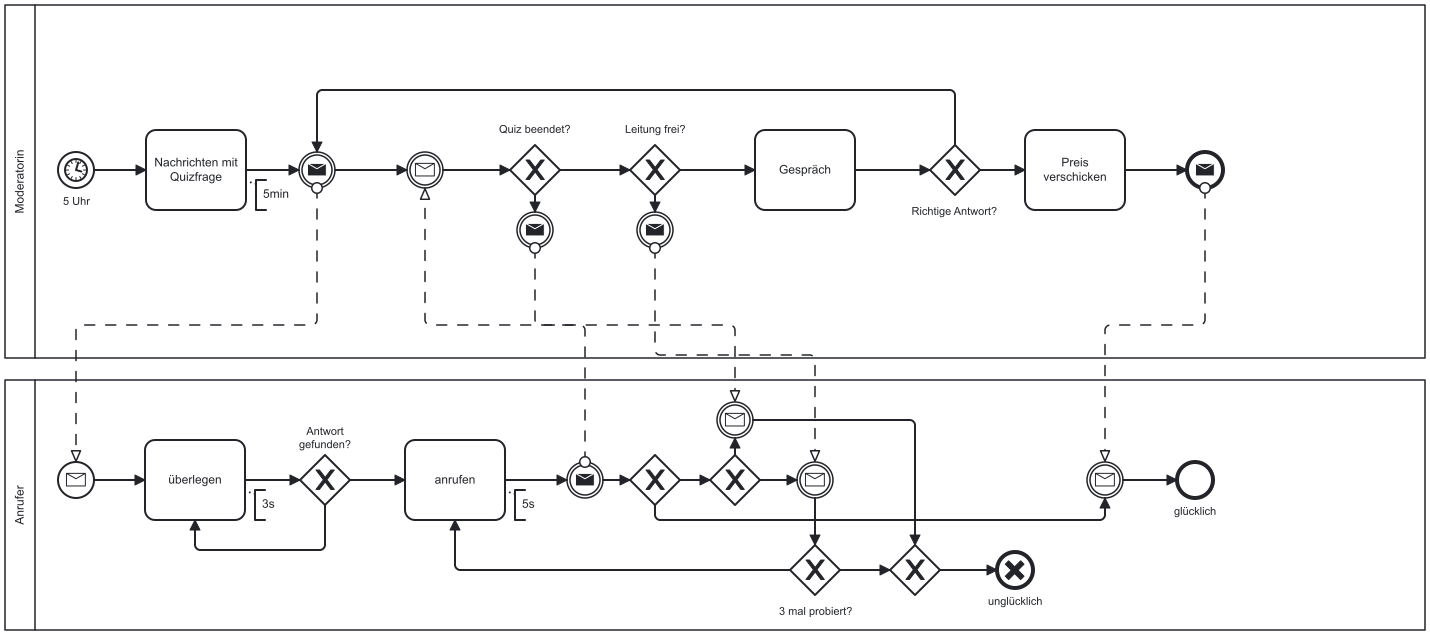 Moderatorin
Quiz beendet?
Leitung frei?
Nachrichten mit
Quizfrage
Gespräch
Preis
verschicken
5min
5 Uhr
Richtige Antwort?
Anrufer
Antwort
gefunden?
überlegen
anrufen
3s
5s
glücklich
unglücklich
3 mal probiert?